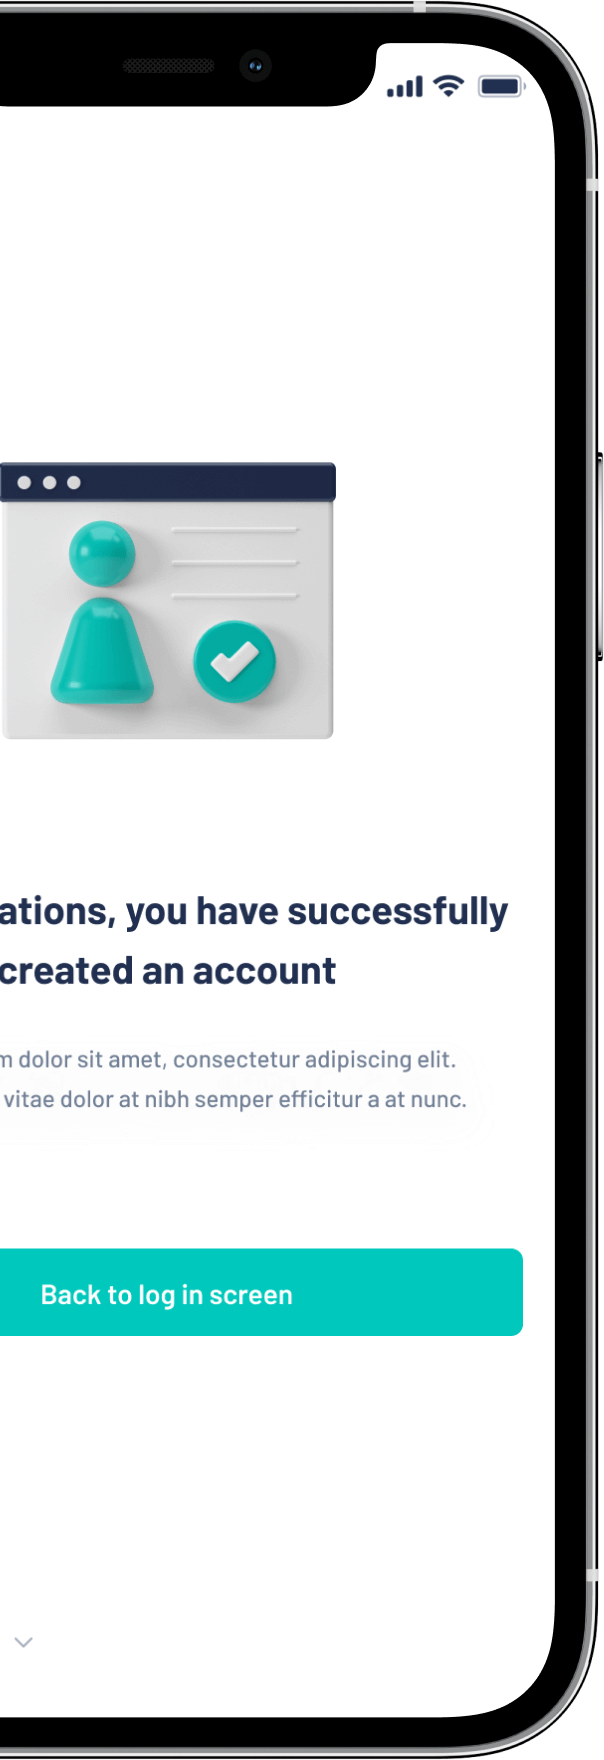 ations, you have successfully
created an account
m dolor sit amet, consectetur adipiscing elit.
vitae dolor at nibh semper efficitur a at nunc.
Back to log in screen